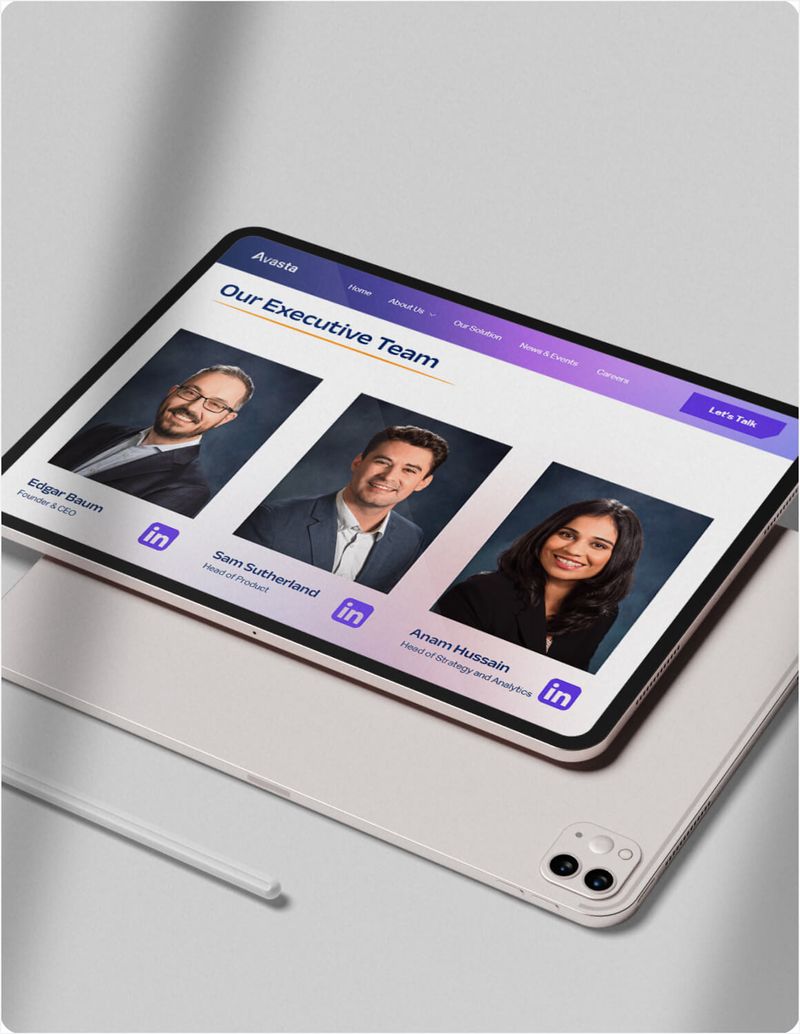 Avasta
Home
About Us
Our Solution
News & Events
Careers
Let's Talk
Our Executive Team
Edgar Baum
Founder & CEO
in
Sam Sutherland
Head of Product
in
Anam Hussain
Head of Strategy and Analytics
in